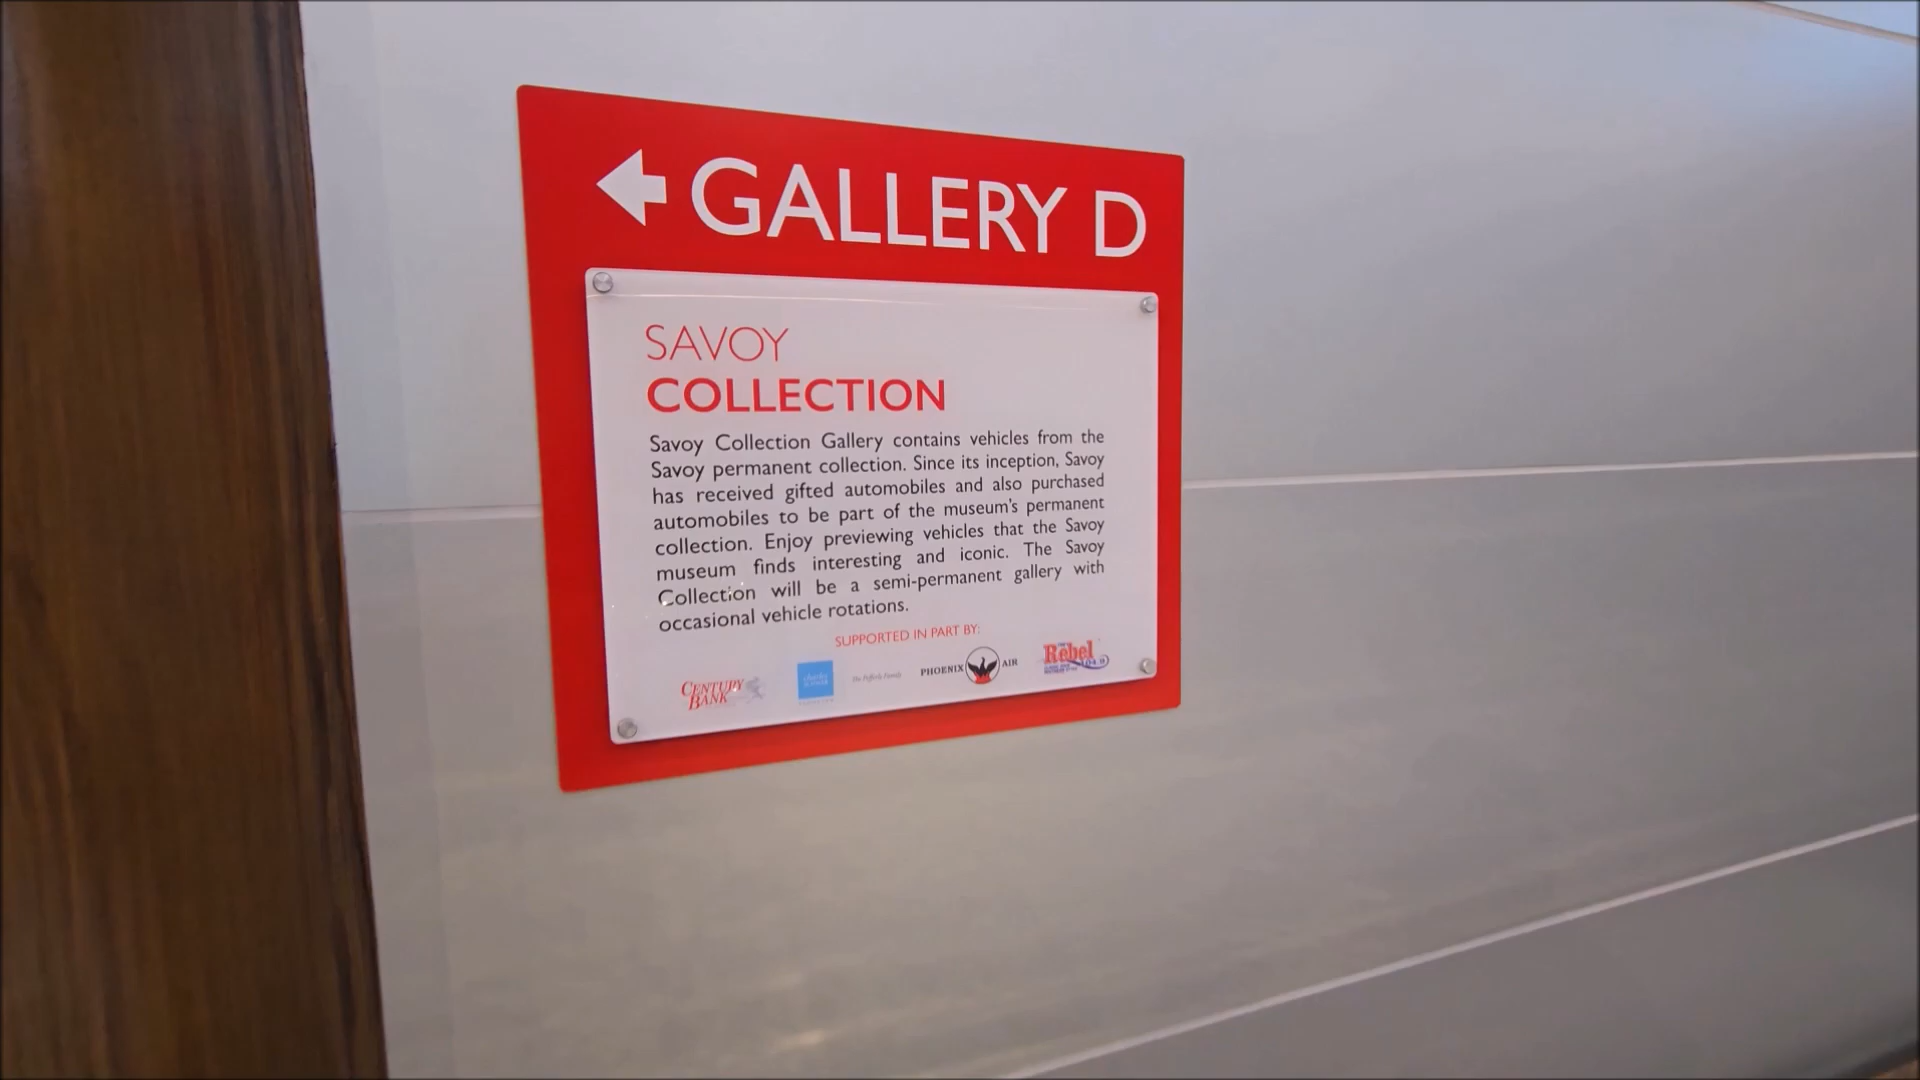 GALLERY D
SAVOY
COLLECTION
Savoy Collection Gallery contains vehicles from the
Savoy permanent collection. Since its inception, Savoy
has received gifted automobiles and also purchased
automobiles to be part of the museum's permanent
collection. Enjoy previewing vehicles that the Savoy
museum finds interesting and iconic. The Savoy
Collection will be a semi-permanent gallery with
occasional vehicle rotations.
SUPPORTED IN PART BY:
CENTURY
BANK
PHOENIX AIR
Rebel
104.9